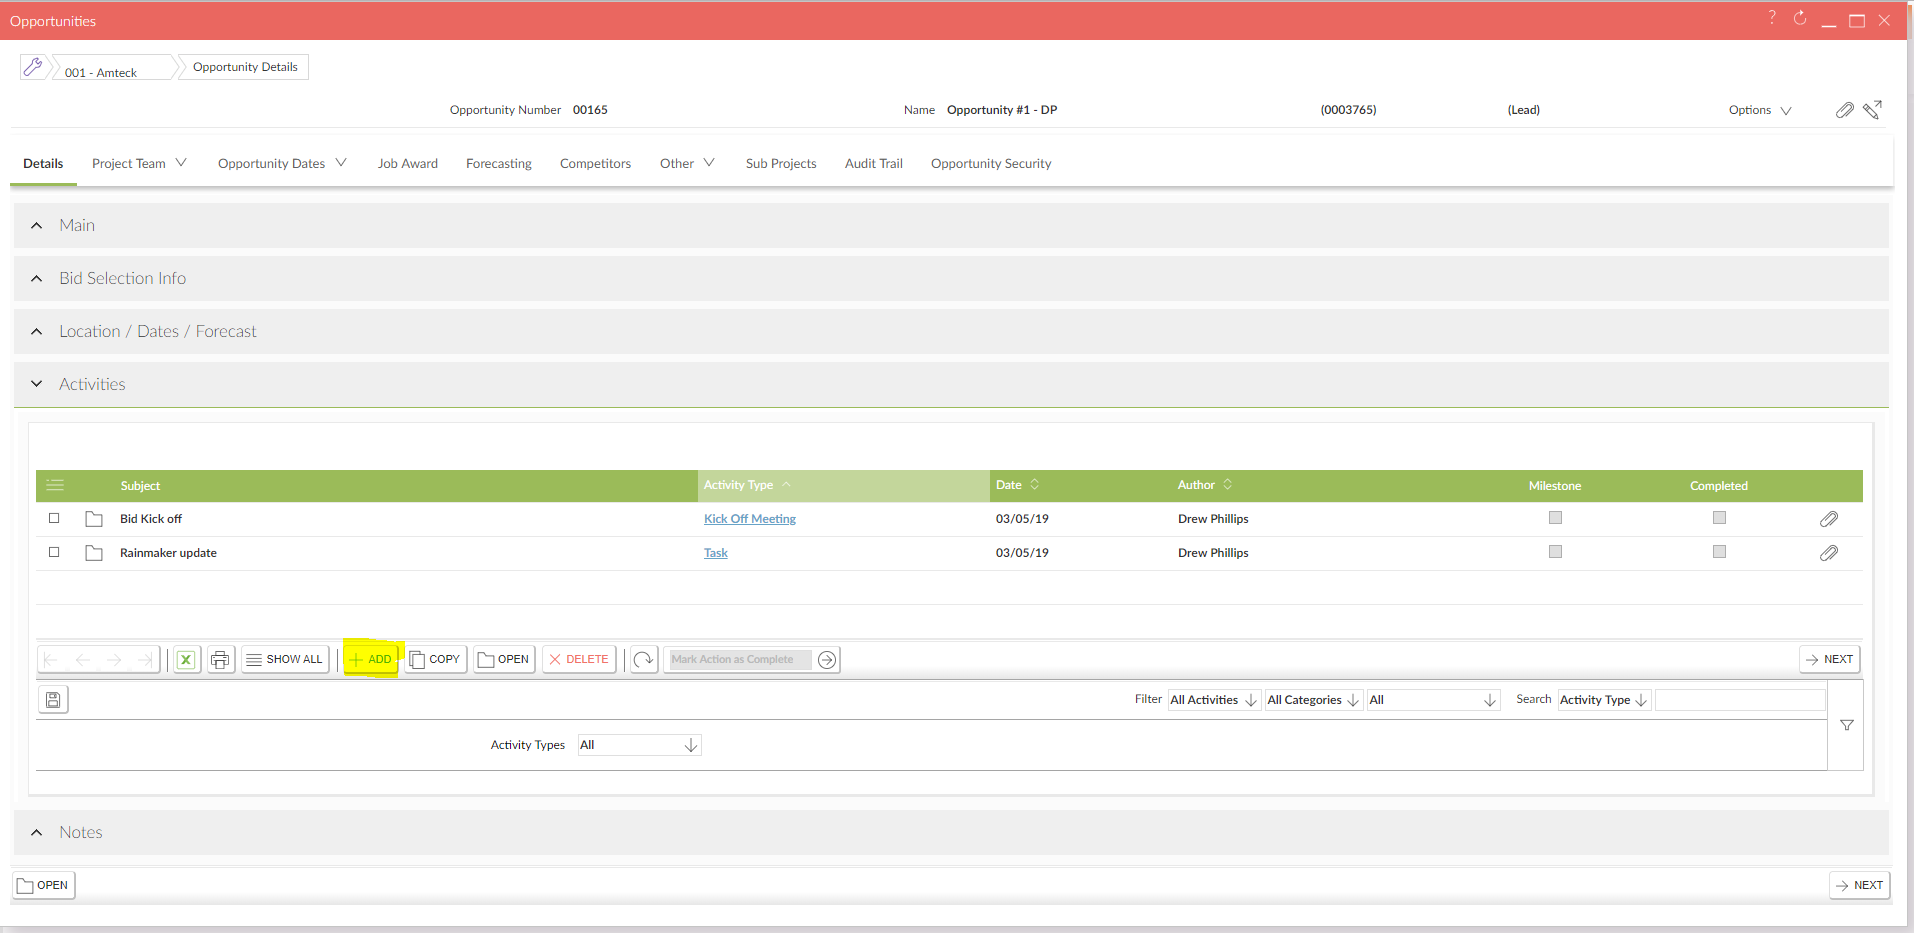 Opportunities ?
001 - Amteck Opportunity Details
Opportunity Number 00165 Name Opportunity #1 - DP (0003765) (Lead) Options
Details Project Team Opportunity Dates Job Award Forecasting Competitors Other Sub Projects Audit Trail Opportunity Security
Main
Bid Selection Info
Location / Dates / Forecast
Activities
Subject Activity Type Date Author Milestone Completed
Bid Kick off Kick Off Meeting 03/05/19 Drew Phillips
Rainmaker update Task 03/05/19 Drew Phillips
X SHOW ALL ADD COPY OPEN DELETE Mark Action as Complete NEXT
Filter All Activities All Categories All Search Activity Type
Activity Types All
Notes
OPEN NEXT